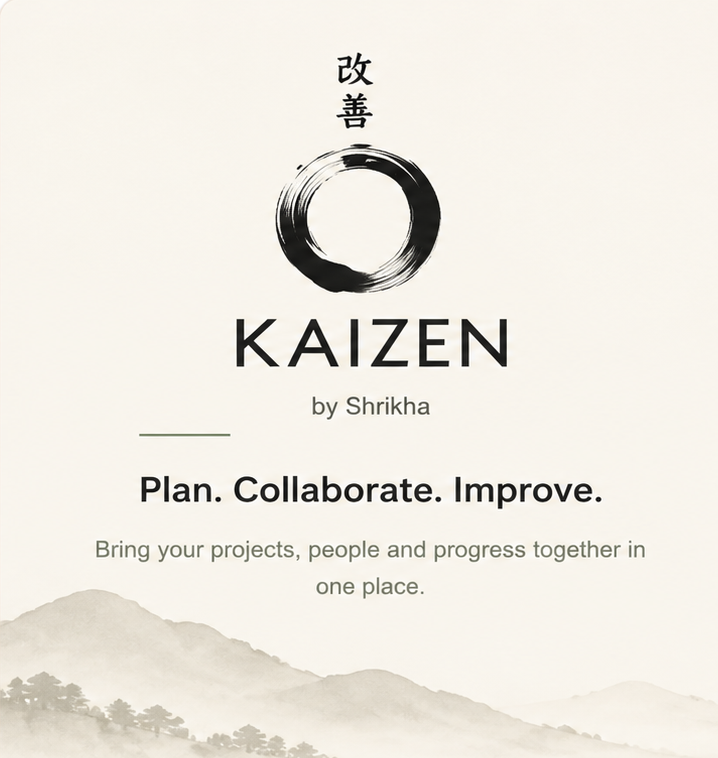 改
善
KAIZEN
by Shrikha
Plan. Collaborate. Improve.
Bring your projects, people and progress together in
one place.